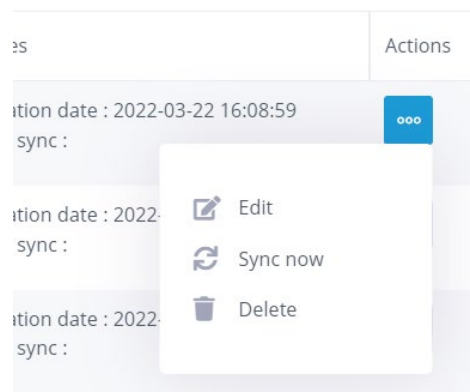 es Actions
ation date : 2022-03-22 16:08:59
sync :
Edit
ation date : 2022-
sync :
Sync now
Delete
ation date : 2022-
sync :